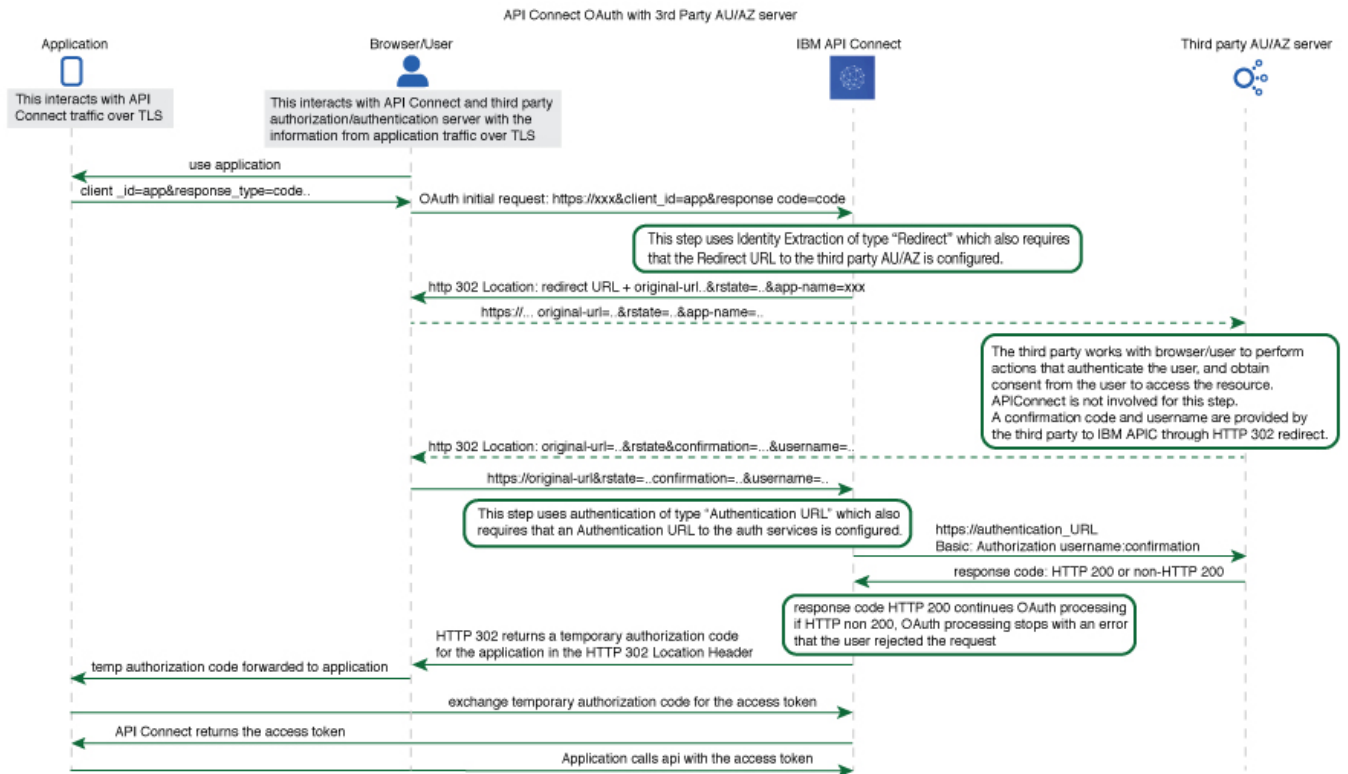 API Connect OAuth with 3rd Party AU/AZ server
Application
Browser/User
IBM API Connect
Third party AU/AZ server
This interacts with API
Connect traffic over TLS
This interacts with API Connect and third party
authorization/authentication server with the
information from application traffic over TLS
use application
client _id=app&response_type=code..
OAuth initial request: https://xxx&client_id=app&response code=code
This step uses Identity Extraction of type “Redirect” which also requires
that the Redirect URL to the third party AU/AZ is configured.
http 302 Location: redirect URL + original-url..&rstate=..&app-name=xxx
https://... original-url=..&rstate=..&app-name=..
The third party works with browser/user to perform
actions that authenticate the user, and obtain
consent from the user to access the resource.
APIConnect is not involved for this step.
A confirmation code and username are provided by
the third party to IBM APIC through HTTP 302 redirect.
http 302 Location: original-url=..&rstate&confirmation=...&username=..
https://original-url&rstate=..confirmation=..&username=..
This step uses authentication of type “Authentication URL” which also
requires that an Authentication URL to the auth services is configured.
https://authentication_URL
Basic: Authorization username:confirmation
response code: HTTP 200 or non-HTTP 200
response code HTTP 200 continues OAuth processing
if HTTP non 200, OAuth processing stops with an error
that the user rejected the request
HTTP 302 returns a temporary authorization code
for the application in the HTTP 302 Location Header
temp authorization code forwarded to application
exchange temporary authorization code for the access token
API Connect returns the access token
Application calls api with the access token